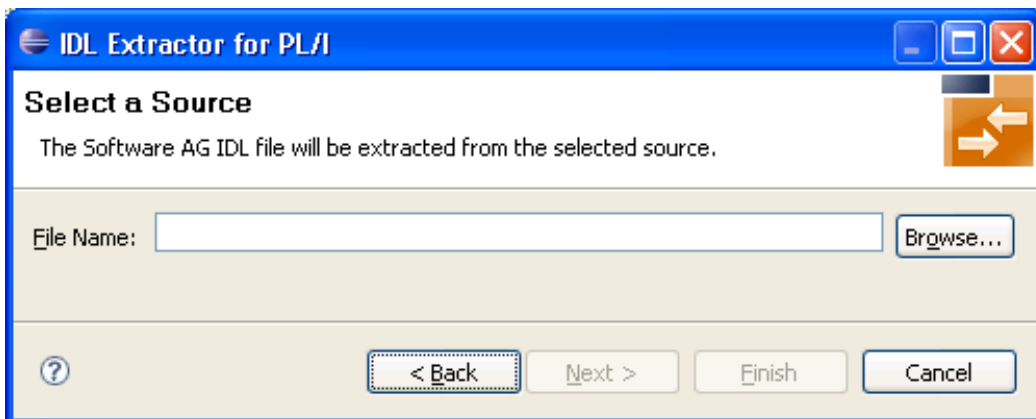 IDL Extractor for PL/I
Select a Source
The Software AG IDL file will be extracted from the selected source.
File Name: Browse...
? < Back Next > Finish Cancel